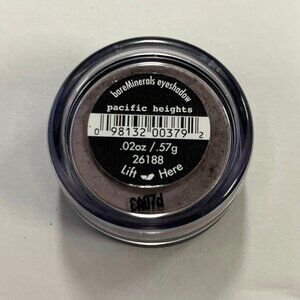 bareMinerals eyeshadow
pacific heights
0 98132 00379 2
.02oz /.57g
26188
Lift Here